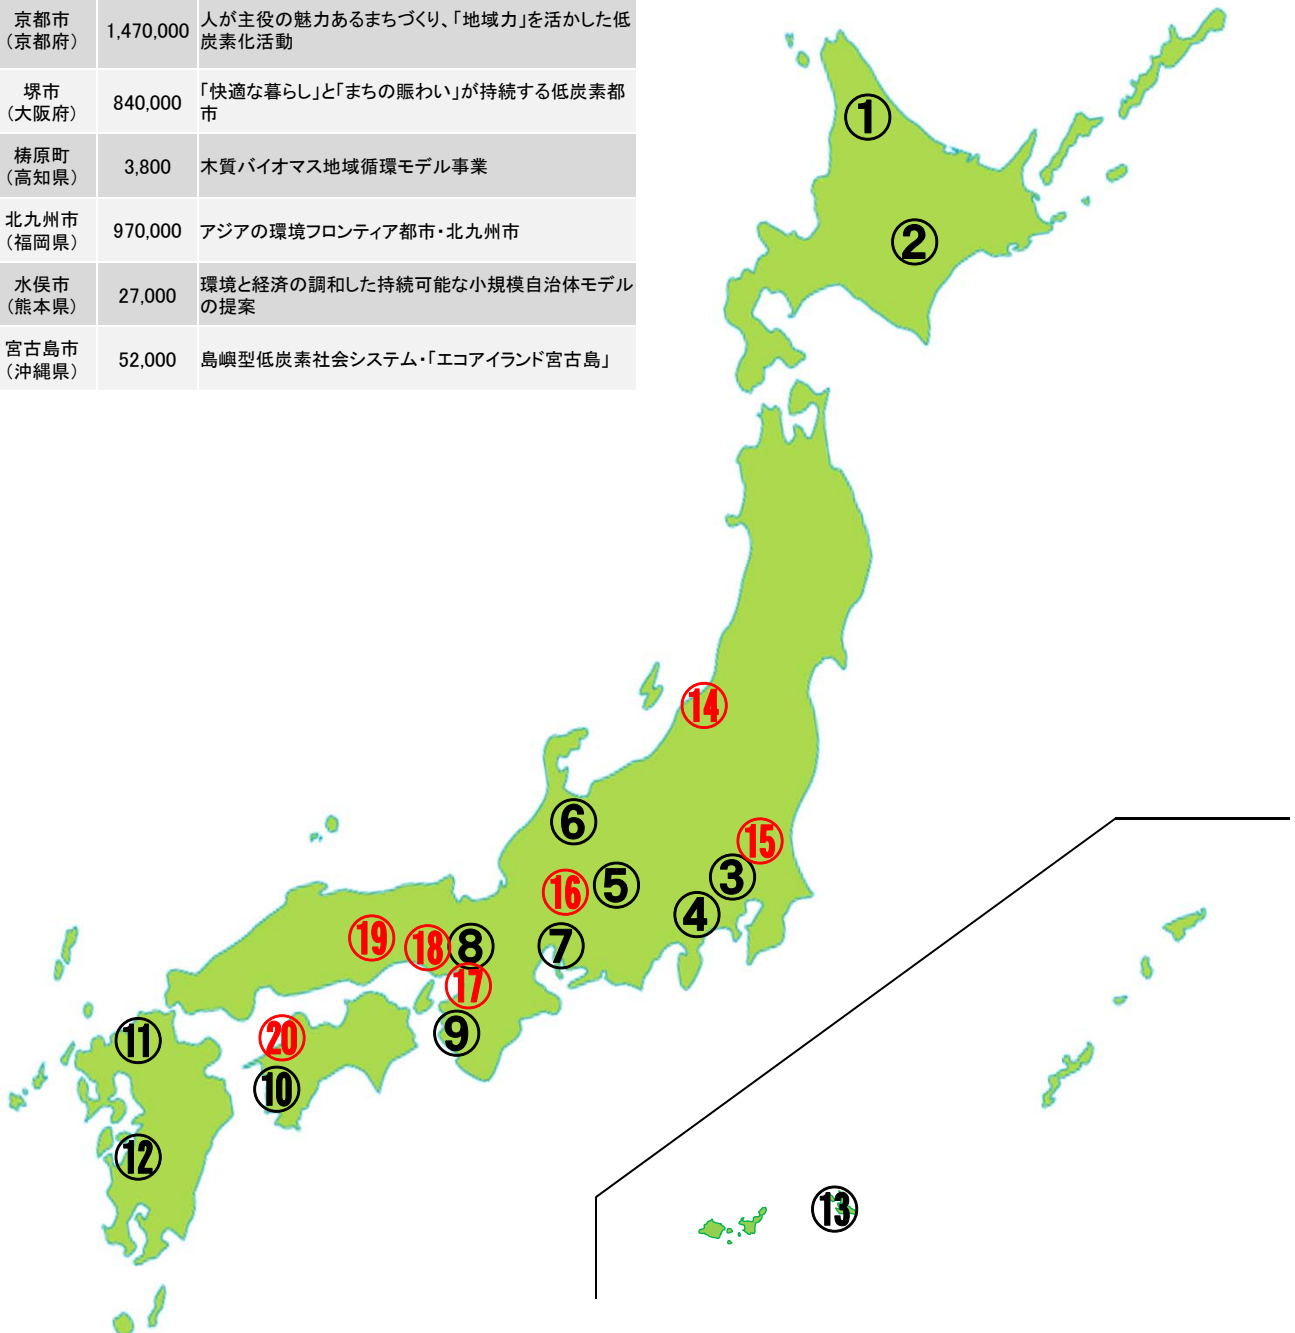 京都市
（京都府）
1,470,000
人が主役の魅力あるまちづくり、「地域力」を活かした低
炭素化活動
堺市
（大阪府）
840,000
「快適な暮らし」と「まちの賑わい」が持続する低炭素都
市
梼原町
（高知県）
3,800
木質バイオマス地域循環モデル事業
北九州市
（福岡県）
970,000
アジアの環境フロンティア都市・北九州市
水俣市
（熊本県）
27,000
環境と経済の調和した持続可能な小規模自治体モデル
の提案
宮古島市
（沖縄県）
52,000
島嶼型低炭素社会システム・「エコアイランド宮古島」
①
②
⑭
⑥
⑮
③
⑤
⑯
④
⑲
⑱
⑧
⑦
⑰
⑨
⑳
⑪
⑩
⑫
⑬